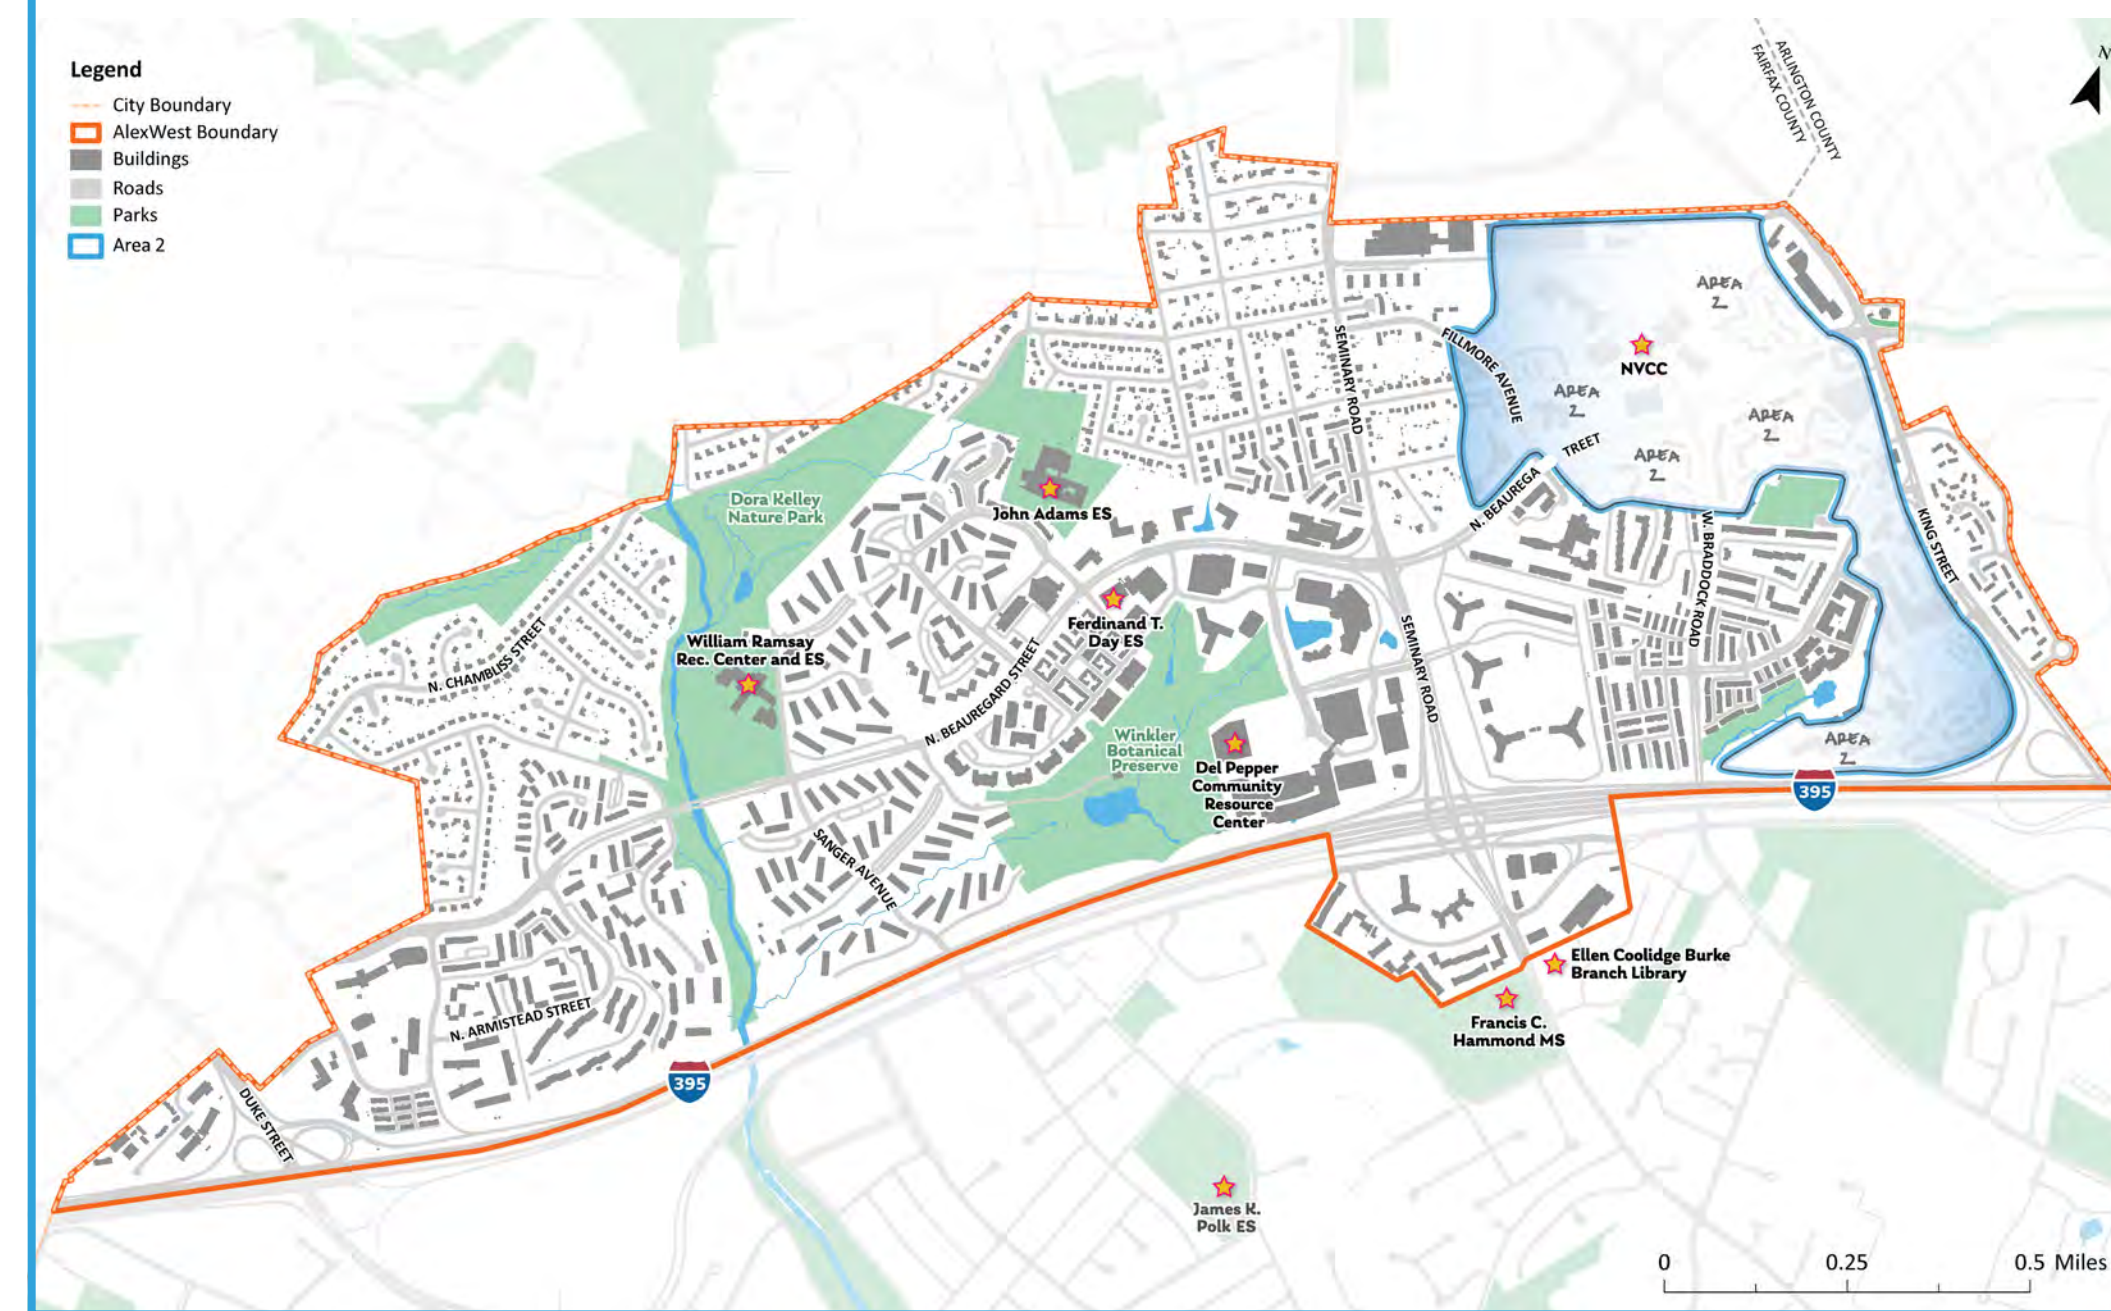 Legend
City Boundary
AlexWest Boundary
Buildings
Roads
Parks
Area 2
N
ARLINGTON COUNTY
FAIRFAX COUNTY
AREA
2
NVCC
FILLMORE AVENUE
SEMINARY ROAD
AREA
2
AREA
2
TREET
AREA
2
N. BEAUREGA
John Adams ES
Dora Kelley
Nature Park
W. BRADDOCK ROAD
KING STREET
William Ramsay
Rec. Center and ES
Ferdinand T.
Day ES
N. CHAMBLISS STREET
N. BEAUREGARD STREET
SEMINARY ROAD
Winkler
Botanical
Preserve
Del Pepper
Community
Resource
Center
AREA
2
395
SANGER AVENUE
Ellen Coolidge Burke
Branch Library
Francis C.
Hammond MS
N. ARMISTEAD STREET
395
DUKE STREET
James K.
Polk ES
0 0.25 0.5 Miles